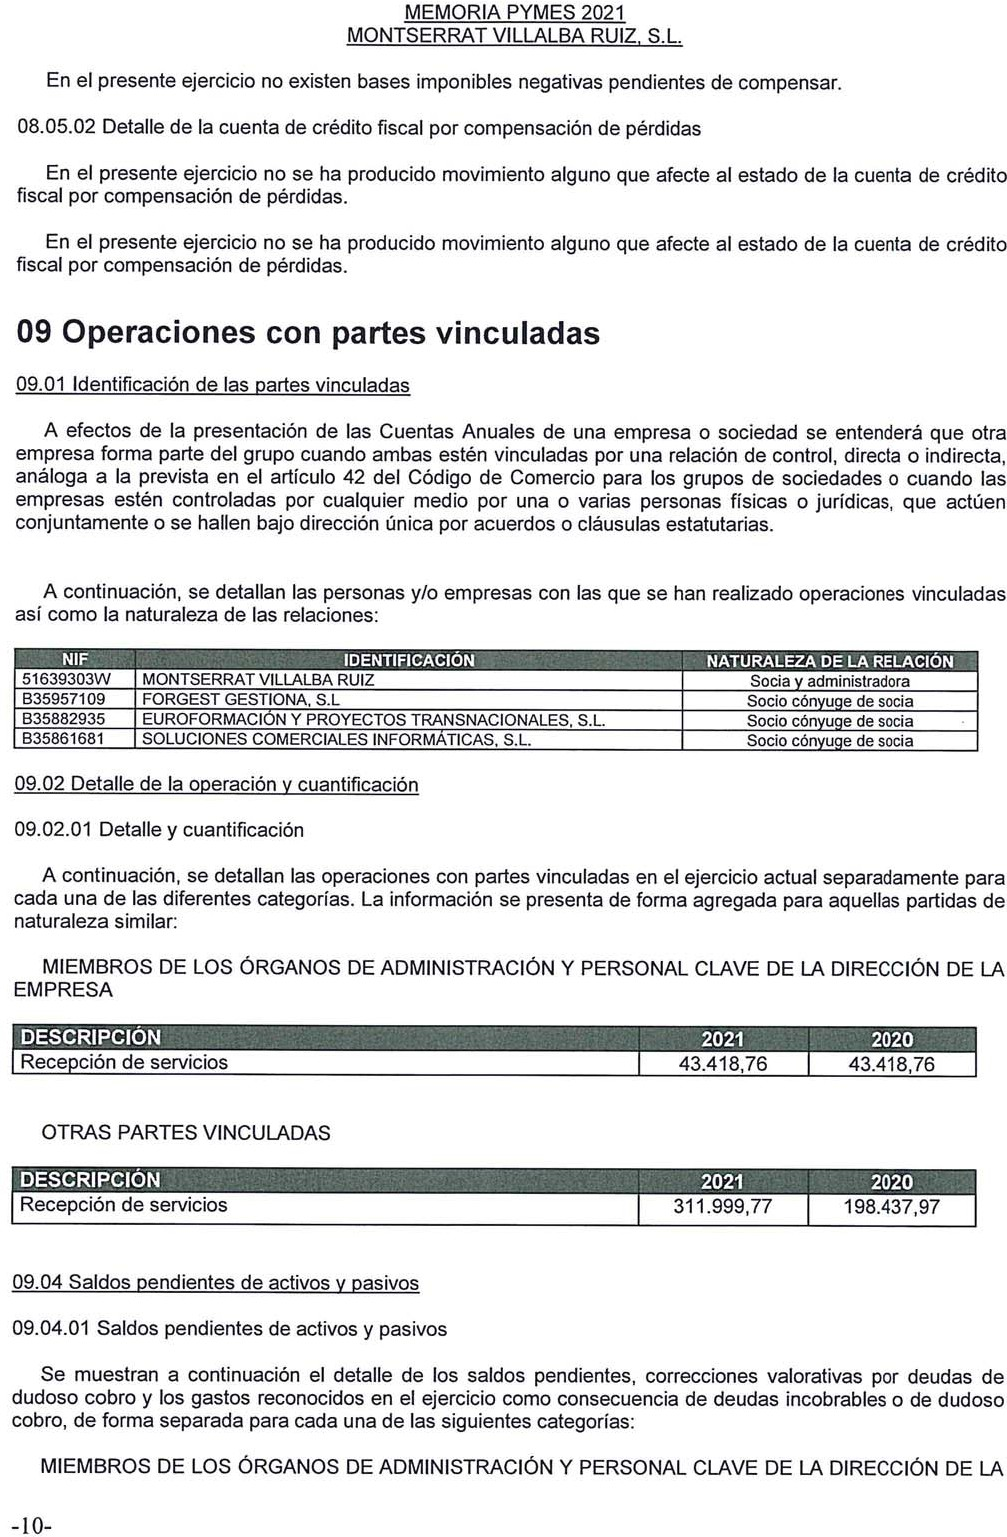 MEMORIA PYMES 2021
MONTSERRAT VILLALBA RUIZ, S.L.
En el presente ejercicio no existen bases imponibles negativas pendientes de compensar.
08.05.02 Detalle de la cuenta de crédito fiscal por compensación de pérdidas
En el presente ejercicio no se ha producido movimiento alguno que afecte al estado de la cuenta de crédito
fiscal por compensación de pérdidas.
En el presente ejercicio no se ha producido movimiento alguno que afecte al estado de la cuenta de crédito
fiscal por compensación de pérdidas.
09 Operaciones con partes vinculadas
09.01 Identificación de las partes vinculadas
A efectos de la presentación de las Cuentas Anuales de una empresa o sociedad se entenderá que otra
empresa forma parte del grupo cuando ambas estén vinculadas por una relación de control, directa o indirecta,
análoga a la prevista en el artículo 42 del Código de Comercio para los grupos de sociedades o cuando las
empresas estén controladas por cualquier medio por una o varias personas físicas o jurídicas, que actúen
conjuntamente o se hallen bajo dirección única por acuerdos o cláusulas estatutarias.
A continuación, se detallan las personas y/o empresas con las que se han realizado operaciones vinculadas
así como la naturaleza de las relaciones:
NIF IDENTIFICACIÓN NATURALEZA DE LA RELACIÓN
51639303W MONTSERRAT VILLALBA RUIZ Socia y administradora
B35957109 FORGEST GESTIONA, S.L Socio cónyuge de socia
B35882935 EUROFORMACIÓN Y PROYECTOS TRANSNACIONALES, S.L. Socio cónyuge de socia
B35861681 SOLUCIONES COMERCIALES INFORMÁTICAS, S.L. Socio cónyuge de socia
09.02 Detalle de la operación y cuantificación
09.02.01 Detalle y cuantificación
A continuación, se detallan las operaciones con partes vinculadas en el ejercicio actual separadamente para
cada una de las diferentes categorías. La información se presenta de forma agregada para aquellas partidas de
naturaleza similar:
MIEMBROS DE LOS ÓRGANOS DE ADMINISTRACIÓN Y PERSONAL CLAVE DE LA DIRECCIÓN DE LA
EMPRESA
DESCRIPCIÓN 2021 2020
Recepción de servicios 43.418,76 43.418,76
OTRAS PARTES VINCULADAS
DESCRIPCIÓN 2021 2020
Recepción de servicios 311.999,77 198.437,97
09.04 Saldos pendientes de activos y pasivos
09.04.01 Saldos pendientes de activos y pasivos
Se muestran a continuación el detalle de los saldos pendientes, correcciones valorativas por deudas de
dudoso cobro y los gastos reconocidos en el ejercicio como consecuencia de deudas incobrables o de dudoso
cobro, de forma separada para cada una de las siguientes categorías:
MIEMBROS DE LOS ÓRGANOS DE ADMINISTRACIÓN Y PERSONAL CLAVE DE LA DIRECCIÓN DE LA
-10-